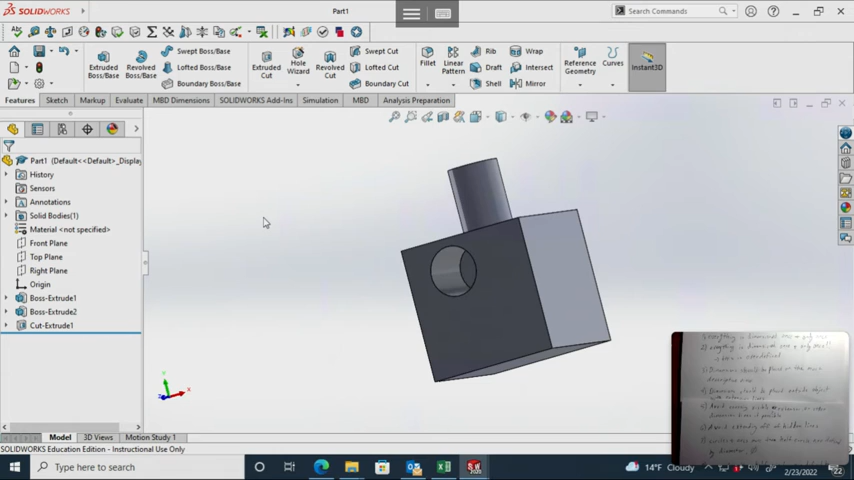 SOLIDWORKS
Part1
Search Commands
Extruded Boss/Base
Revolved Boss/Base
Swept Boss/Base
Lofted Boss/Base
Boundary Boss/Base
Extruded Cut
Hole Wizard
Revolved Cut
Swept Cut
Lofted Cut
Boundary Cut
Fillet
Linear Pattern
Rib
Draft
Shell
Wrap
Intersect
Mirror
Reference Geometry
Curves
Instant3D
Features
Sketch
Markup
Evaluate
MBD Dimensions
SOLIDWORKS Add-Ins
Simulation
MBD
Analysis Preparation
Part1 (Default<<Default>_Display
History
Sensors
Annotations
Solid Bodies(1)
Material <not specified>
Front Plane
Top Plane
Right Plane
Origin
Boss-Extrude1
Boss-Extrude2
Cut-Extrude1
Y
X
Z
Model
3D Views
Motion Study 1
SOLIDWORKS Education Edition - Instructional Use Only
Type here to search
14°F Cloudy
2:10 PM
2/23/2022
22